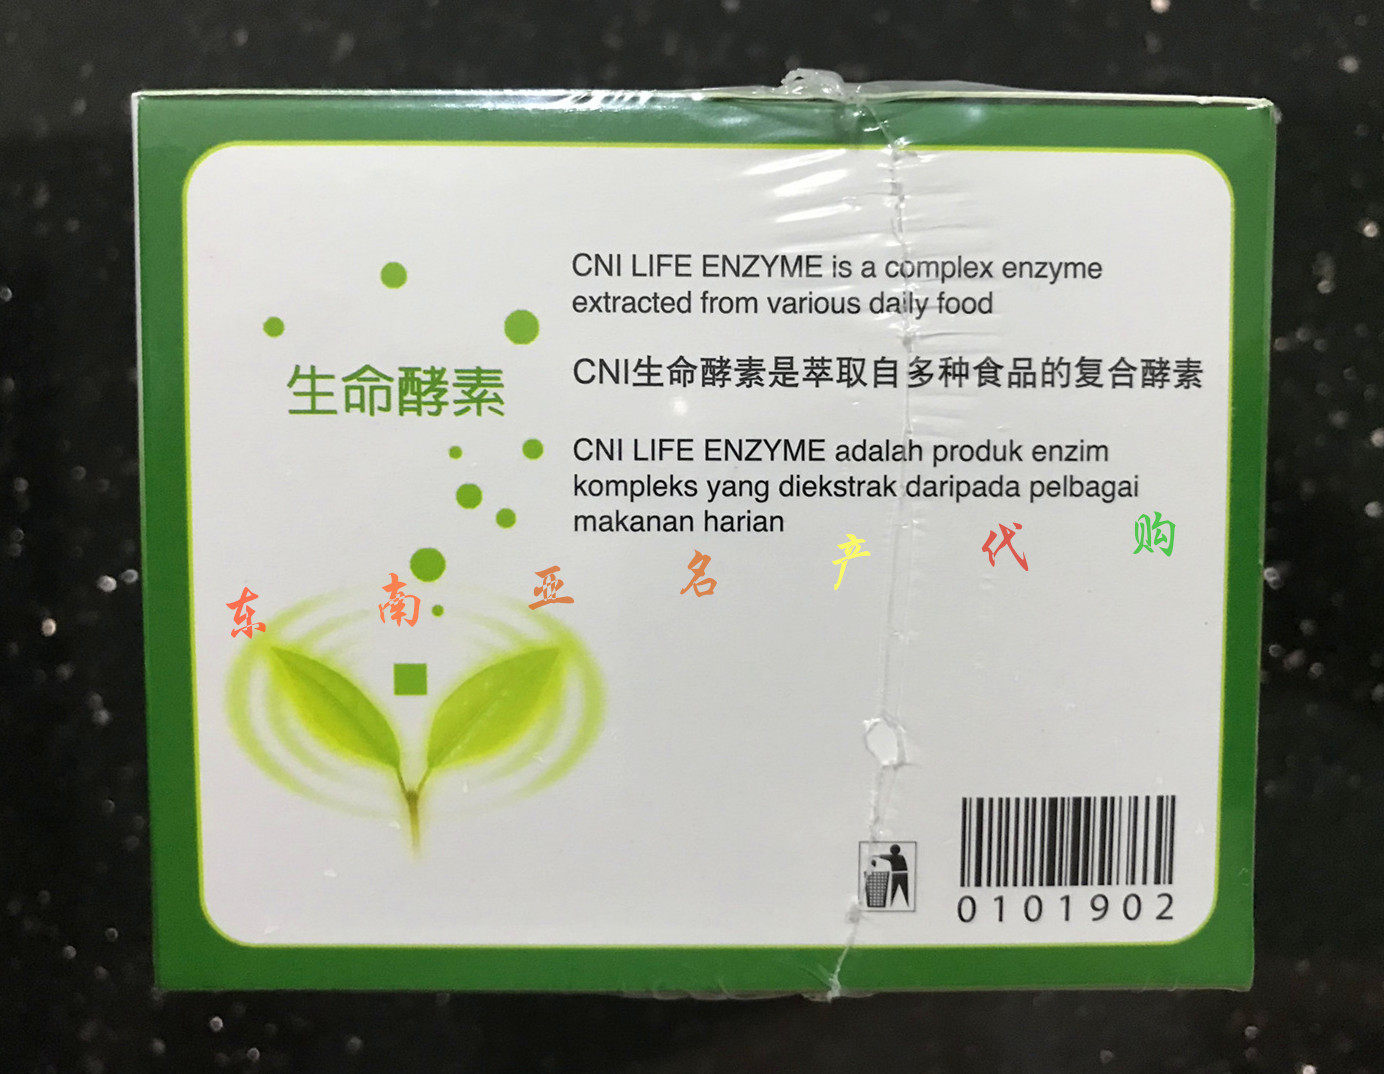 生命酵素
CNI LIFE ENZYME is a complex enzyme
extracted from various daily food
CNI生命酵素是萃取自多种食品的复合酵素
CNI LIFE ENZYME adalah produk enzim
kompleks yang diekstrak daripada pelbagai
makanan harian
东南亚名产代购
0101902